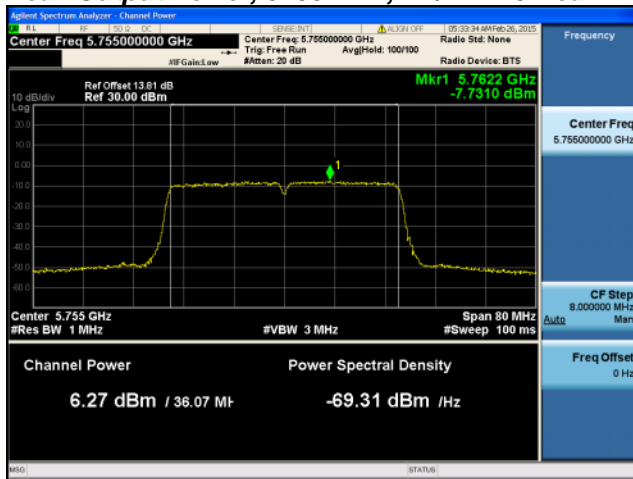 Agilent Spectrum Analyzer - Channel Power
RL RF 50 Ω DC SENSE:INT ALIGN OFF 05:33:34 AM Feb 26, 2015
Center Freq 5.755000000 GHz
Center Freq: 5.755000000 GHz
Radio Std: None
Trig: Free Run Avg|Hold: 100/100
#IFGain:Low #Atten: 20 dB Radio Device: BTS
Frequency
Mkr1 5.7622 GHz
-7.7310 dBm
Ref Offset 13.81 dB
10 dB/div Ref 30.00 dBm
Log
20.0
10.0
0.00
-10.0
-20.0
-30.0
-40.0
-50.0
-60.0
1
Center 5.755 GHz Span 80 MHz
#Res BW 1 MHz #VBW 3 MHz #Sweep 100 ms
Channel Power Power Spectral Density
6.27 dBm / 36.07 MH -69.31 dBm /Hz
Center Freq
5.755000000 GHz
CF Step
8.000000 MHz
Auto Man
Freq Offset
0 Hz
MSG STATUS